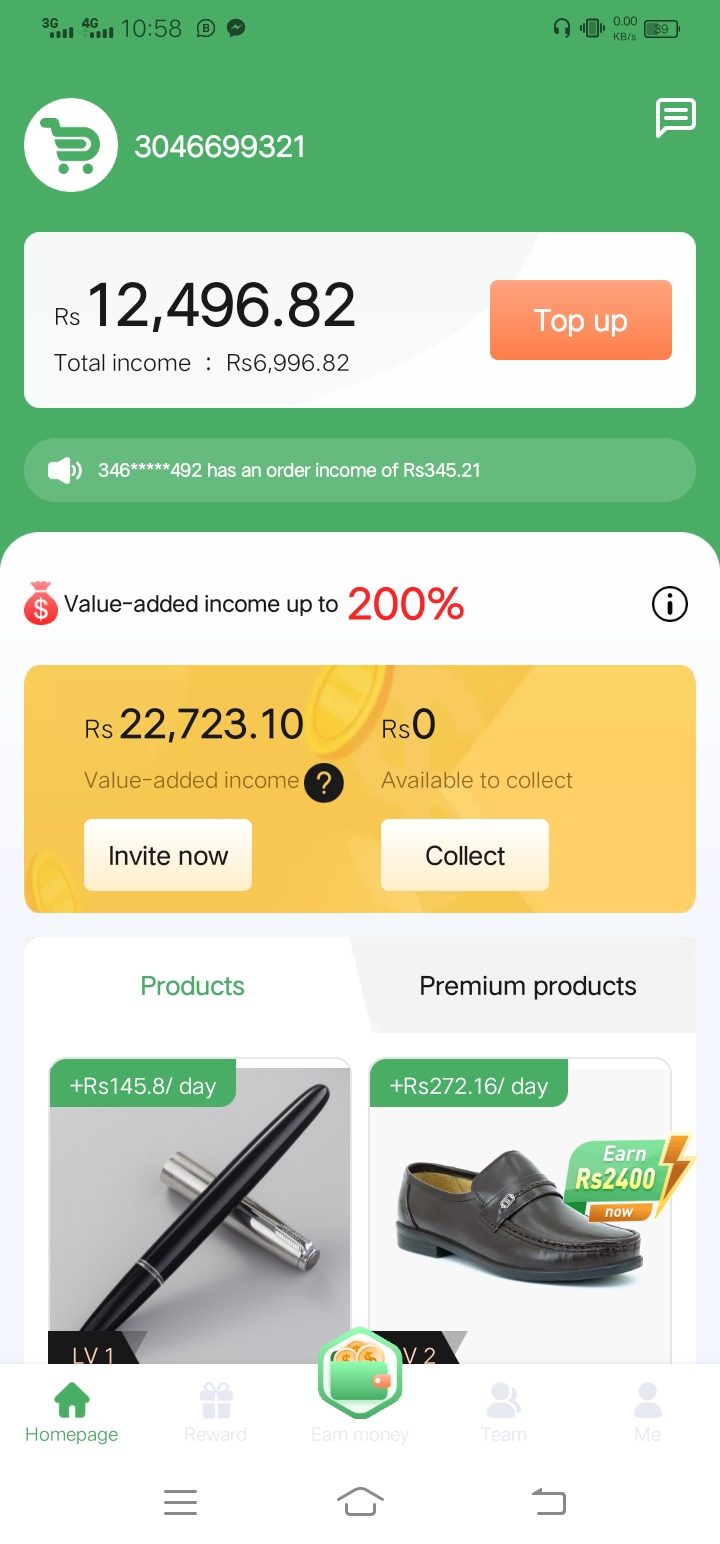 3G 4G 10:58 B 0.00 KB/s 39
3046699321
Rs 12,496.82
Top up
Total income : Rs6,996.82
346*****492 has an order income of Rs345.21
$ Value-added income up to 200%
Rs 22,723.10 Rs0
Value-added income ? Available to collect
Invite now Collect
Products Premium products
+Rs145.8/ day +Rs272.16/ day
Earn
Rs2400
now
LV 1 V 2
Homepage Reward Earn money Team Me